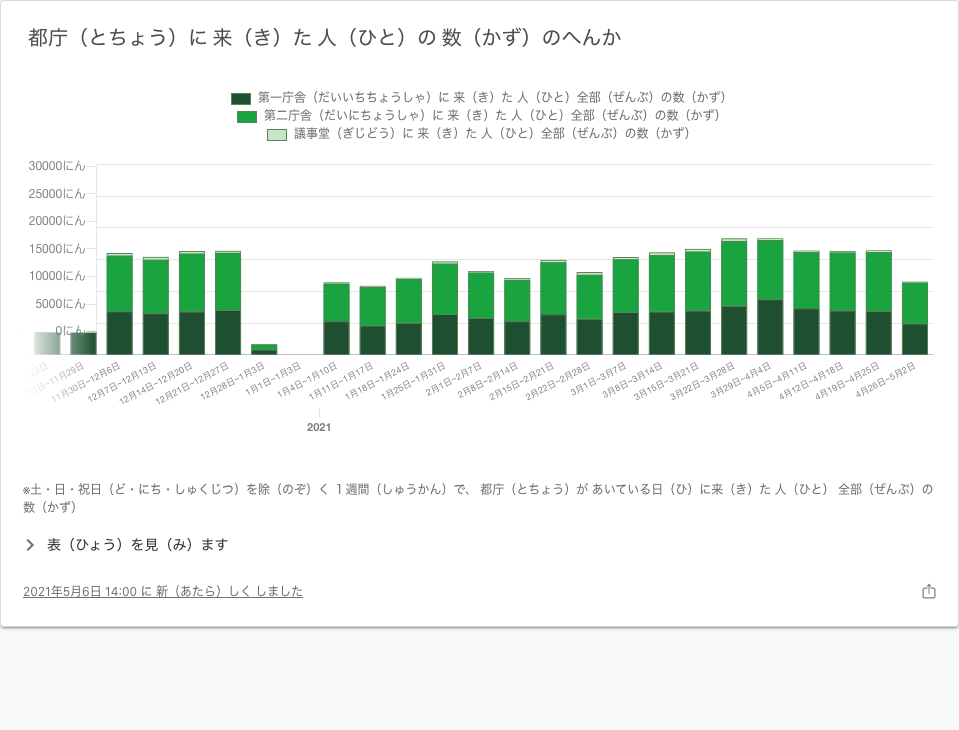 都庁（とちょう）に 来（き）た 人（ひと）の 数（かず）のへんか
第一庁舎（だいいちちょうしゃ）に 来（き）た 人（ひと）全部（ぜんぶ）の数（かず）
第二庁舎（だいにちょうしゃ）に 来（き）た 人（ひと）全部（ぜんぶ）の数（かず）
議事堂（ぎじどう）に 来（き）た 人（ひと）全部（ぜんぶ）の数（かず）
30000にん
25000にん
20000にん
15000にん
10000にん
5000にん
0にん
11月30日~12月6日
12月7日~12月13日
12月14日~12月20日
12月21日~12月27日
12月28日~1月3日
1月1日~1月3日
1月4日~1月10日
1月11日~1月17日
1月18日~1月24日
1月25日~1月31日
2月1日~2月7日
2月8日~2月14日
2月15日~2月21日
2月22日~2月28日
3月1日~3月7日
3月8日~3月14日
3月15日~3月21日
3月22日~3月28日
3月29日~4月4日
4月5日~4月11日
4月12日~4月18日
4月19日~4月25日
4月26日~5月2日
2021
※土・日・祝日（ど・にち・しゅくじつ）を除（のぞ）く １週間（しゅうかん）で、 都庁（とちょう）が あいている日（ひ）に来（き）た 人（ひと） 全部（ぜんぶ）の
数（かず）
表（ひょう）を見（み）ます
2021年5月6日 14:00 に 新（あたら）しく しました